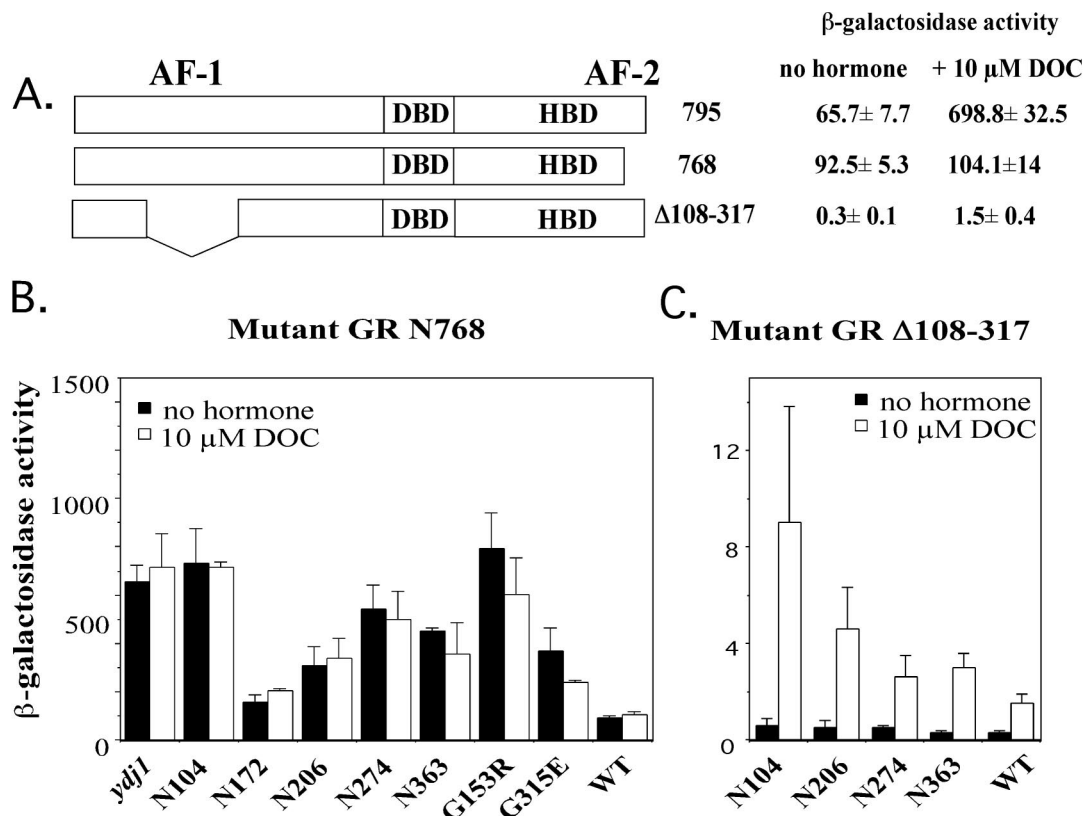 β-galactosidase activity
AF-1 AF-2 no hormone + 10 µM DOC
A.
DBD HBD 795 65.7± 7.7 698.8± 32.5
DBD HBD 768 92.5± 5.3 104.1±14
DBD HBD Δ108-317 0.3± 0.1 1.5± 0.4
B.
Mutant GR N768
β-galactosidase activity
1500
1000
500
0
no hormone
10 µM DOC
ydj1 N104 N172 N206 N274 N363 G153R G315E WT
C.
Mutant GR Δ108-317
12
8
4
0
no hormone
10 µM DOC
N104 N206 N274 N363 WT